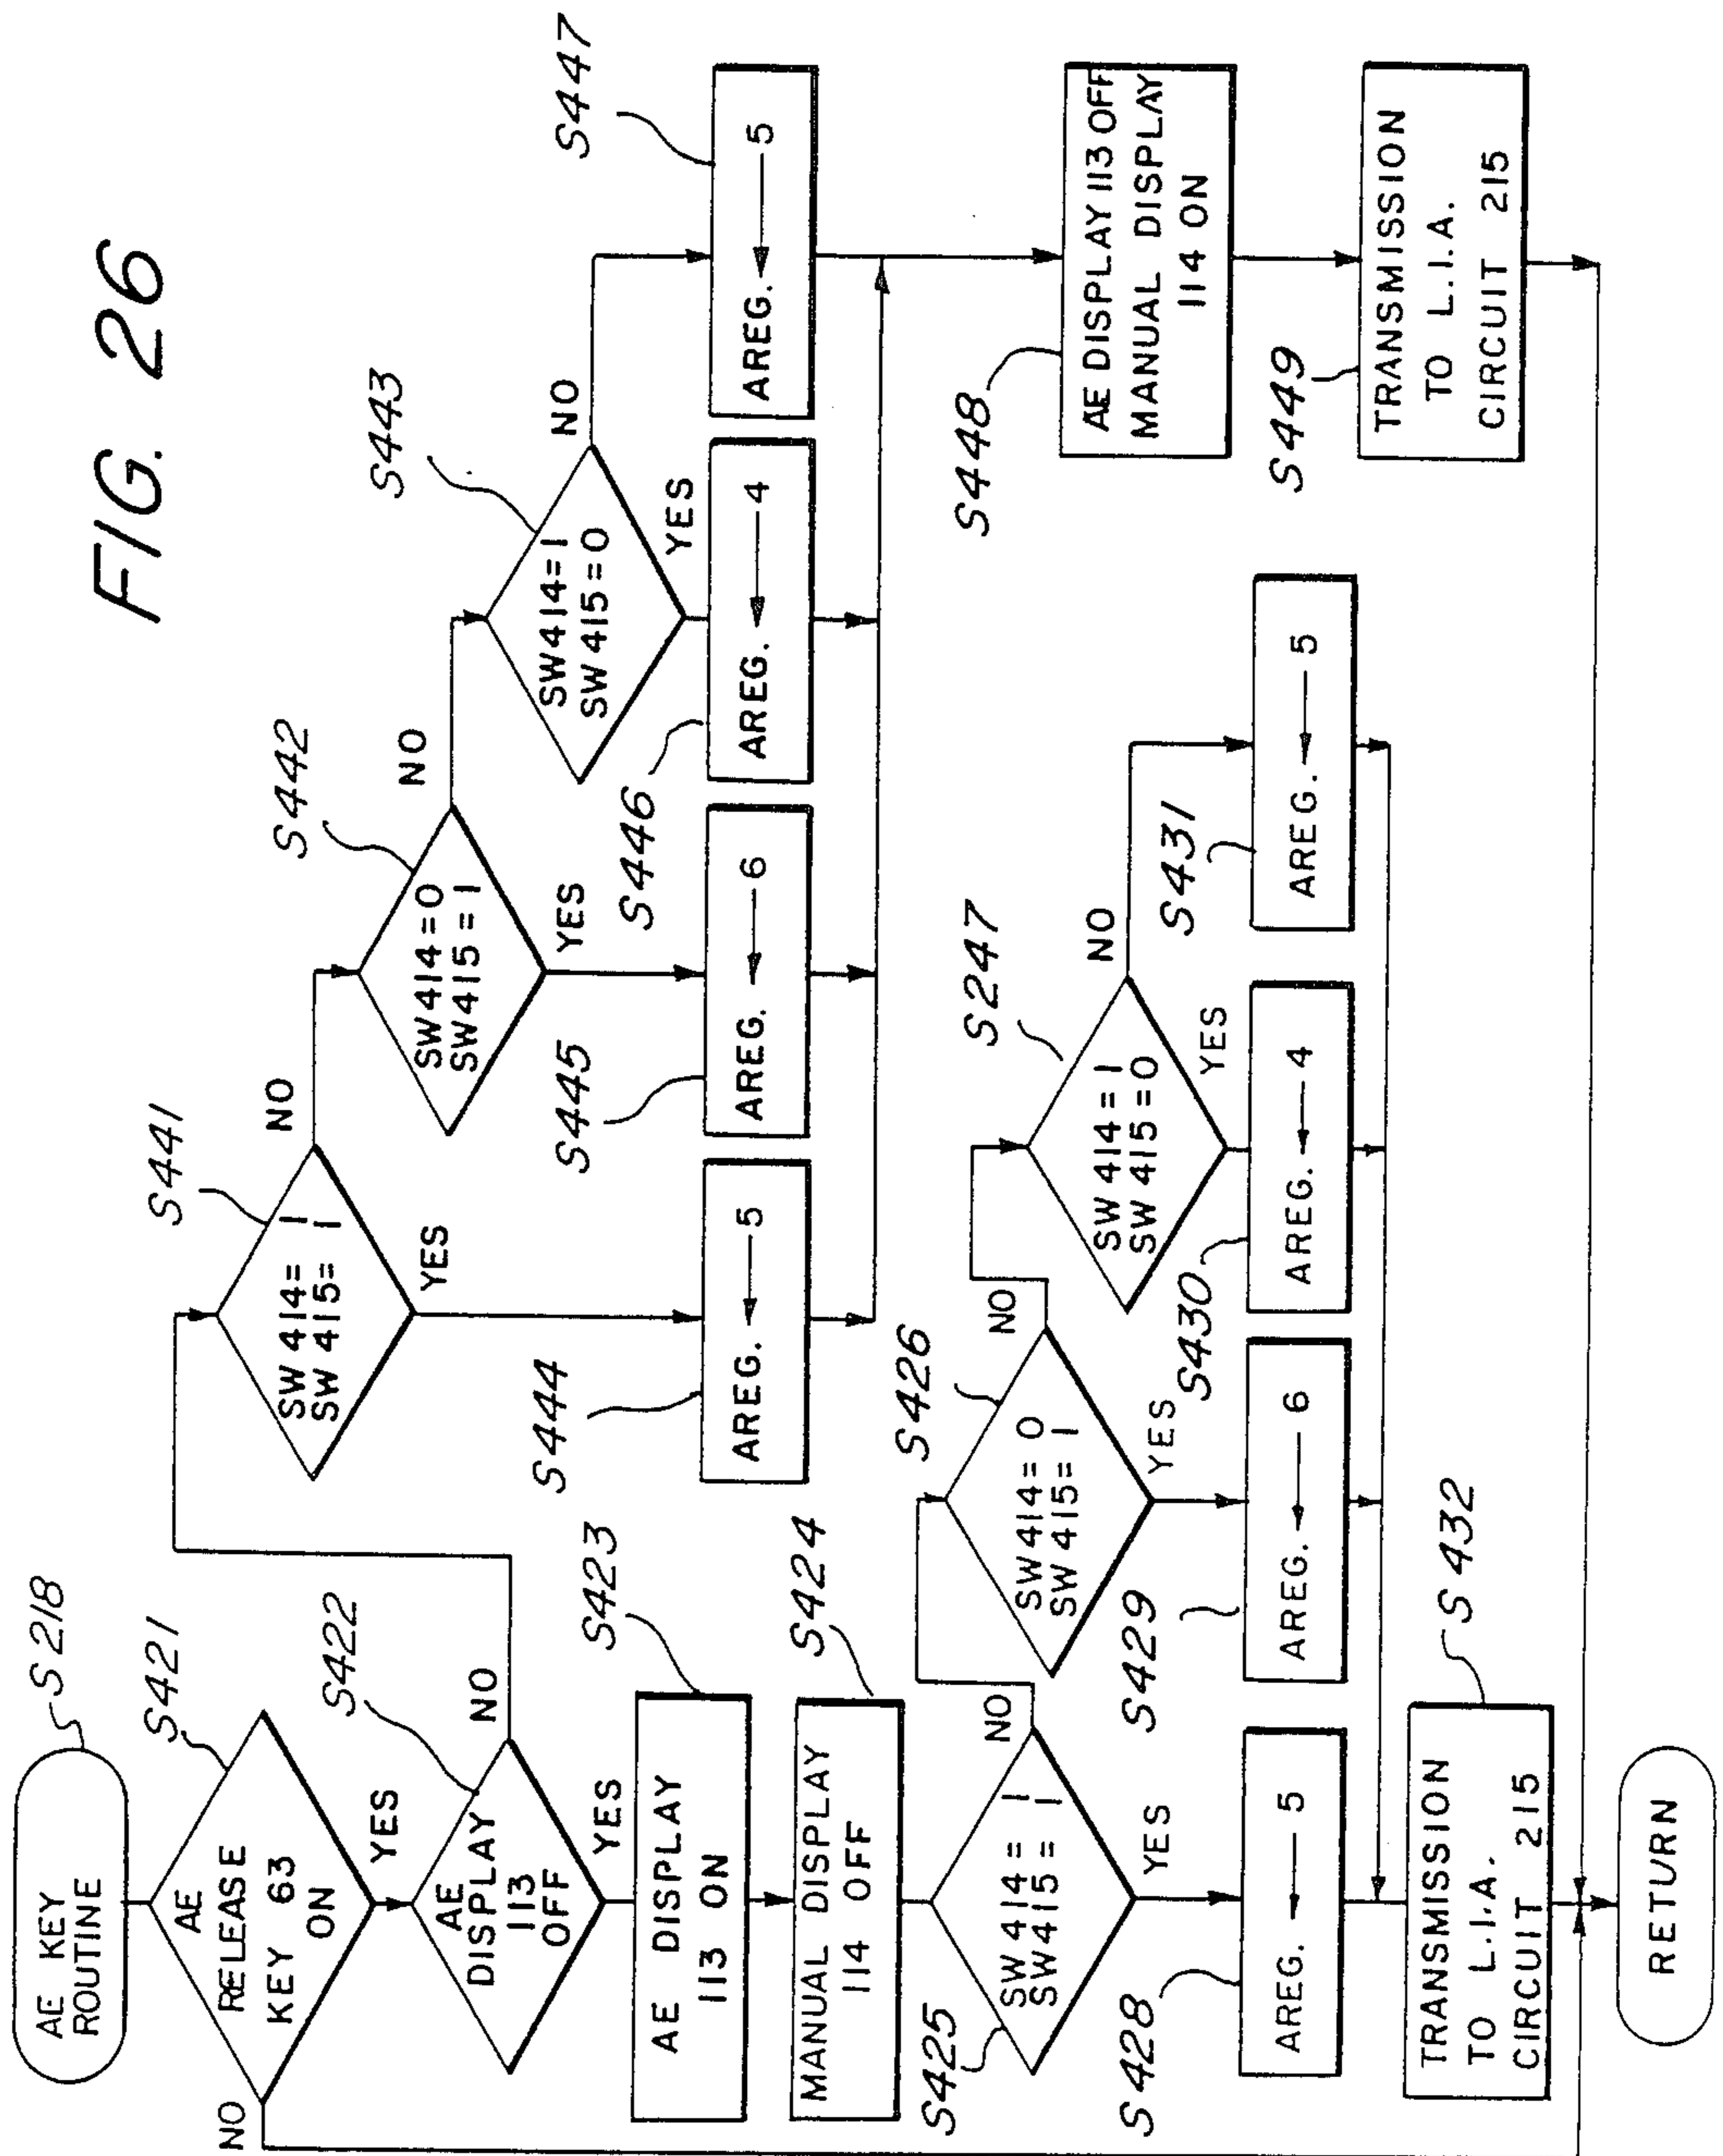 FIG. 26
AE KEY
ROUTINE
S218
S421
AE
RELEASE
KEY 63
ON
NO
YES
S422
AE
DISPLAY
113
OFF
NO
YES
S423
AE DISPLAY
113 ON
S424
MANUAL DISPLAY
114 OFF
S425
SW414= 1
SW415= 1
NO
YES
S426
SW414= 0
SW415= 1
NO
YES
S247
SW414= 1
SW415=0
NO
YES
S428
AREG. ← 5
S429
AREG. ← 6
S430
AREG. ← 4
S431
AREG. ← 5
S432
TRANSMISSION
TO L.I.A.
CIRCUIT 215
RETURN
S441
SW414= 1
SW415= 1
NO
YES
S442
SW414=0
SW415= 1
NO
YES
S443
SW414= 1
SW415=0
NO
YES
S444
AREG. ← 5
S445
AREG. ← 6
S446
AREG. ← 4
S447
AREG. ← 5
S448
AE DISPLAY 113 OFF
MANUAL DISPLAY
114 ON
S449
TRANSMISSION
TO L.I.A.
CIRCUIT 215